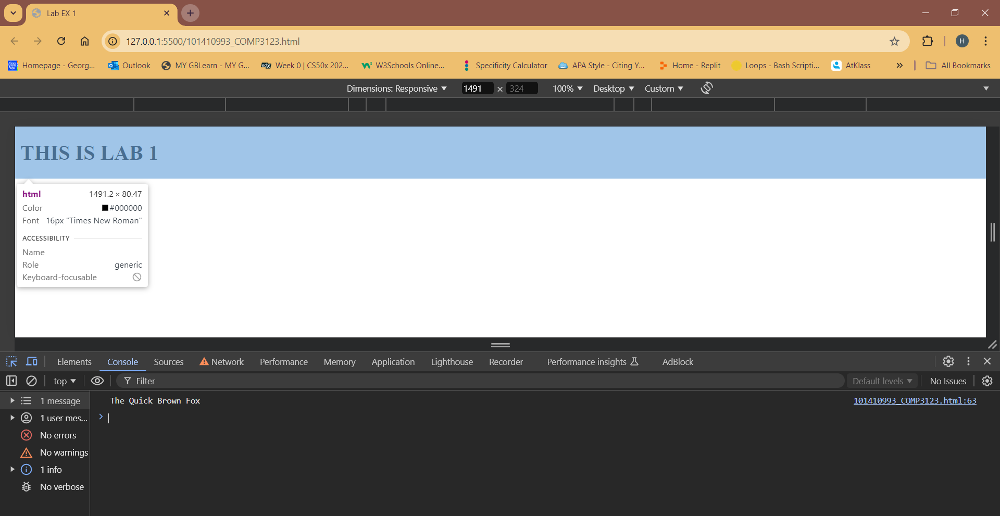 Lab EX 1
127.0.0.1:5500/101410993_COMP3123.html
H
Homepage - Georg... Outlook MY GBLearn - MY G... edX Week 0 | CS50x 202... W3Schools Online... Specificity Calculator APA Style - Citing Y... Home - Replit Loops - Bash Scripti... AtKlass » All Bookmarks
Dimensions: Responsive 1491 × 324 100% Desktop Custom
THIS IS LAB 1
html 1491.2 × 80.47
Color #000000
Font 16px "Times New Roman"
ACCESSIBILITY
Name
Role generic
Keyboard-focusable
Elements Console Sources Network Performance Memory Application Lighthouse Recorder Performance insights AdBlock
top Filter Default levels No Issues
1 message
The Quick Brown Fox 101410993_COMP3123.html:63
1 user mes...
No errors
No warnings
1 info
No verbose